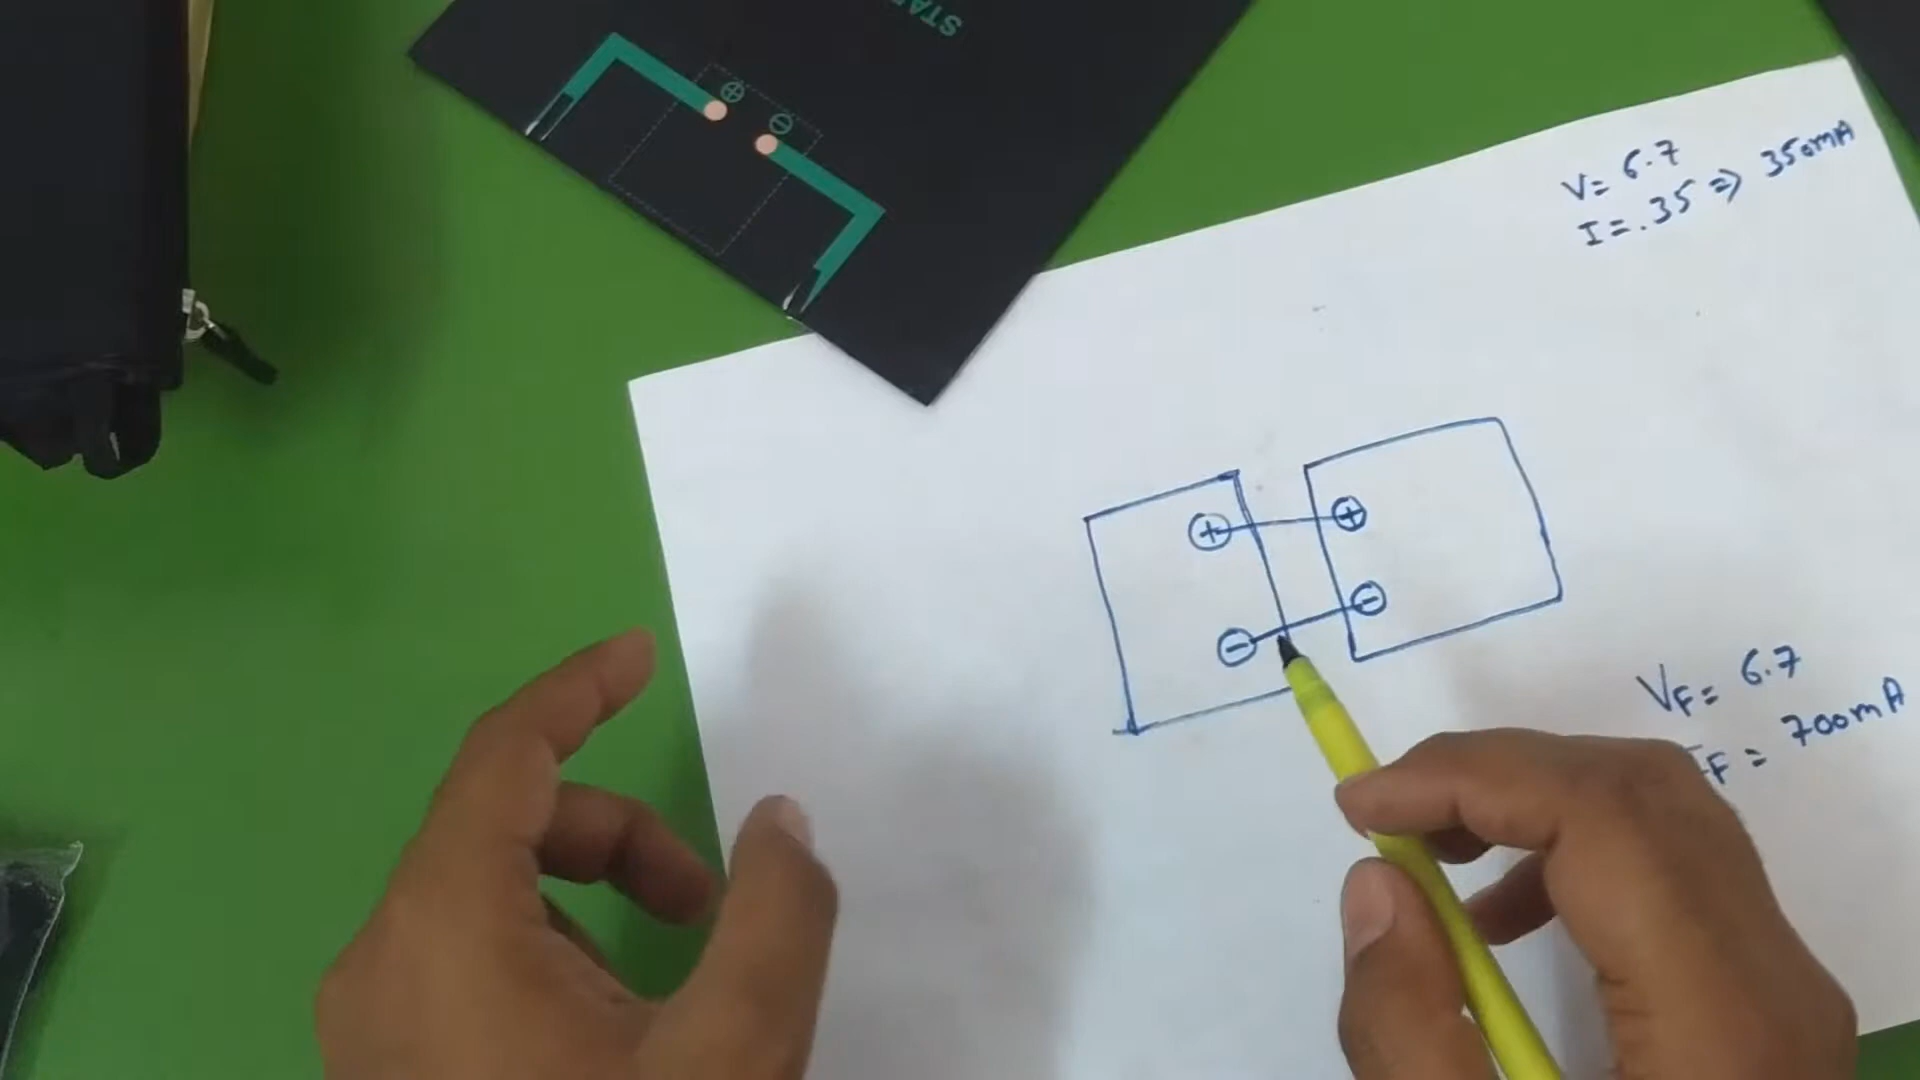 V= 6.7
I=.35 => 350mA
⊕ ⊕
⊖ ⊖
VF= 6.7
F = 700mA